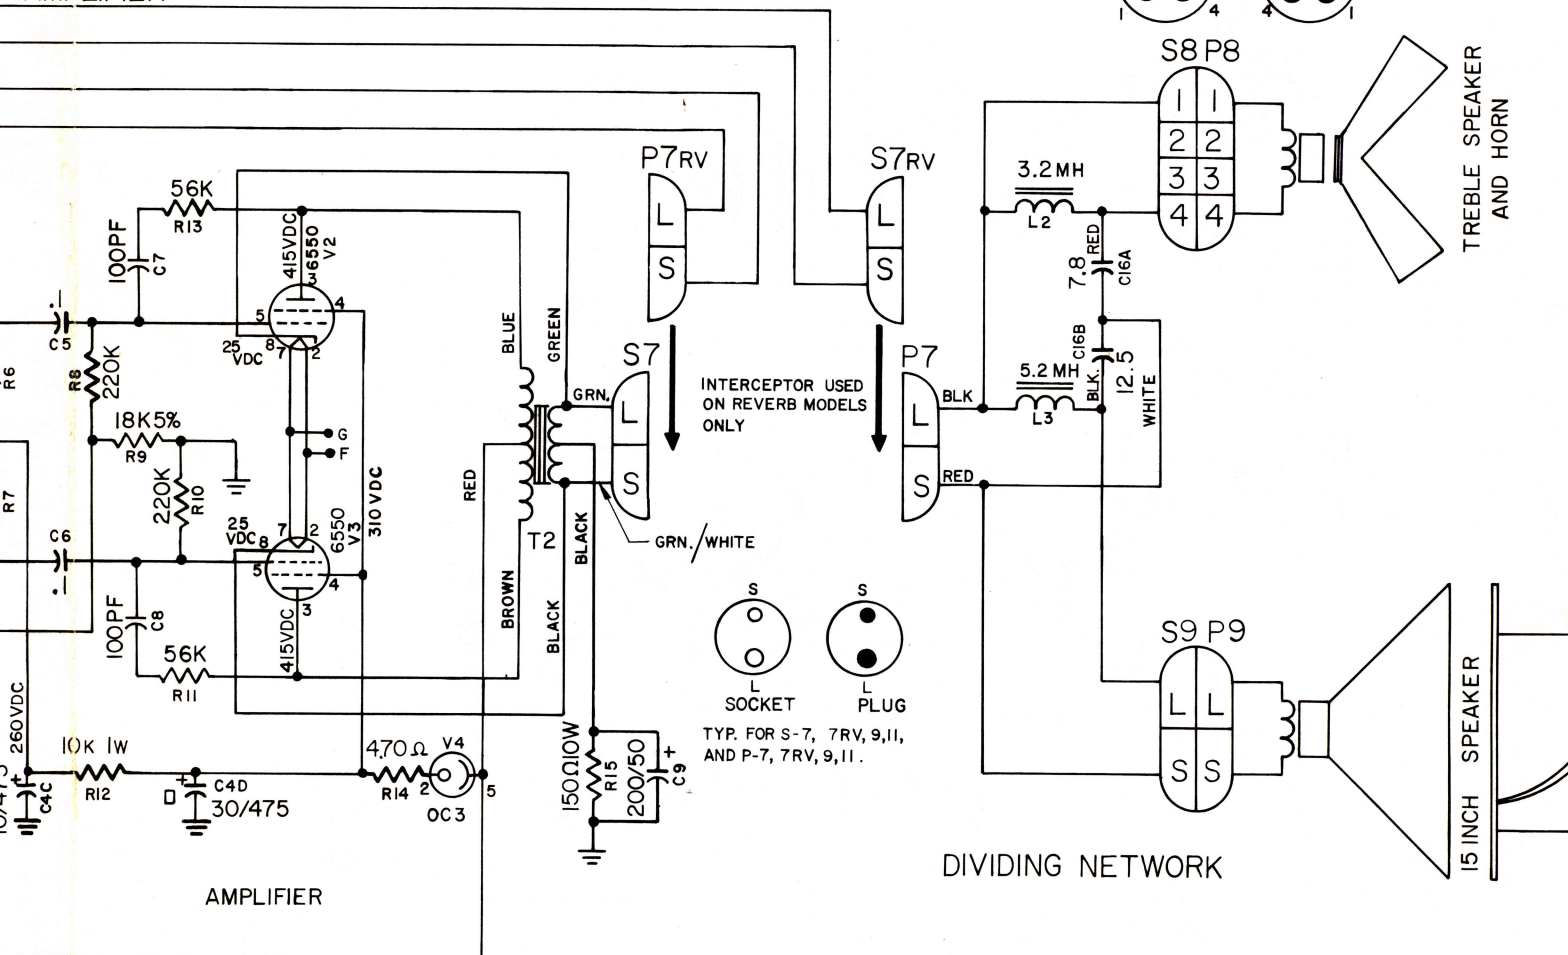 1 4 4 1
S8 P8
1 1
2 2
3 3
4 4
TREBLE SPEAKER
AND HORN
P7RV
L
S
S7RV
L
S
3.2 MH
L2
RED
7.8
C16A
C16B
12.5
BLK.
WHITE
5.2 MH
L3
P7
L
S
BLK
RED
S7
L
S
GRN.
GRN./WHITE
INTERCEPTOR USED
ON REVERB MODELS
ONLY
56K
R13
100PF
C7
415VDC
6550
V2
3
4
5
8
7
2
25
VDC
C5
R6
R8
220K
18K5%
R9
220K
R10
G
F
R7
310VDC
C6
25
VDC
8
7
2
5
4
3
6550
V3
100PF
C8
56K
R11
415VDC
BLUE
GREEN
RED
T2
BROWN
BLACK
BLACK
260VDC
10K 1W
R12
C4C
C4D
30/475
470Ω
R14
V4
2
5
OC3
150Ω10W
R15
200/50
C9
S
L
SOCKET
S
L
PLUG
TYP. FOR S-7, 7RV, 9,11,
AND P-7, 7RV, 9,11.
S9 P9
L L
S S
15 INCH SPEAKER
DIVIDING NETWORK
AMPLIFIER